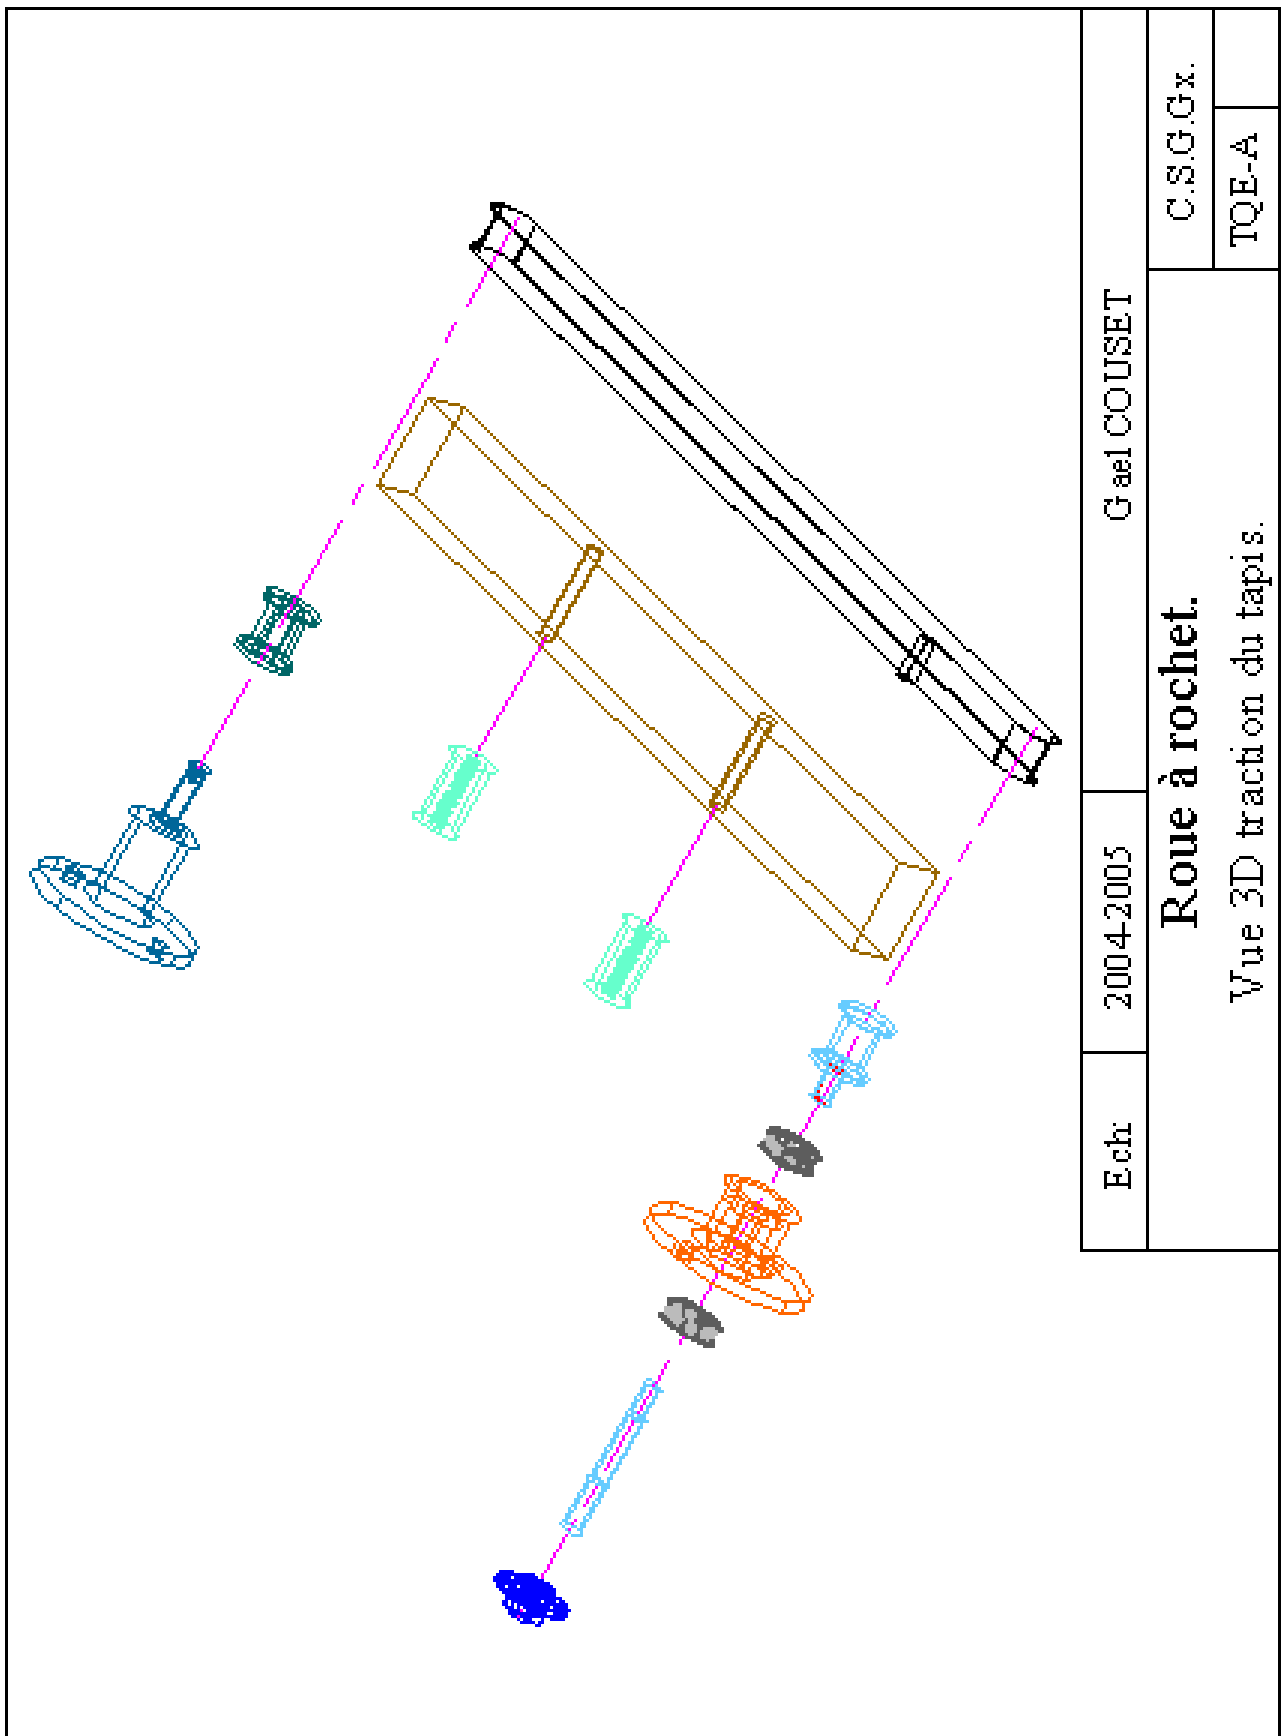 Ech:
2004-2005
Gael COUSET
Roue à rochet.
C.S.G.Gx.
Vue 3D traction du tapis.
TQE-A